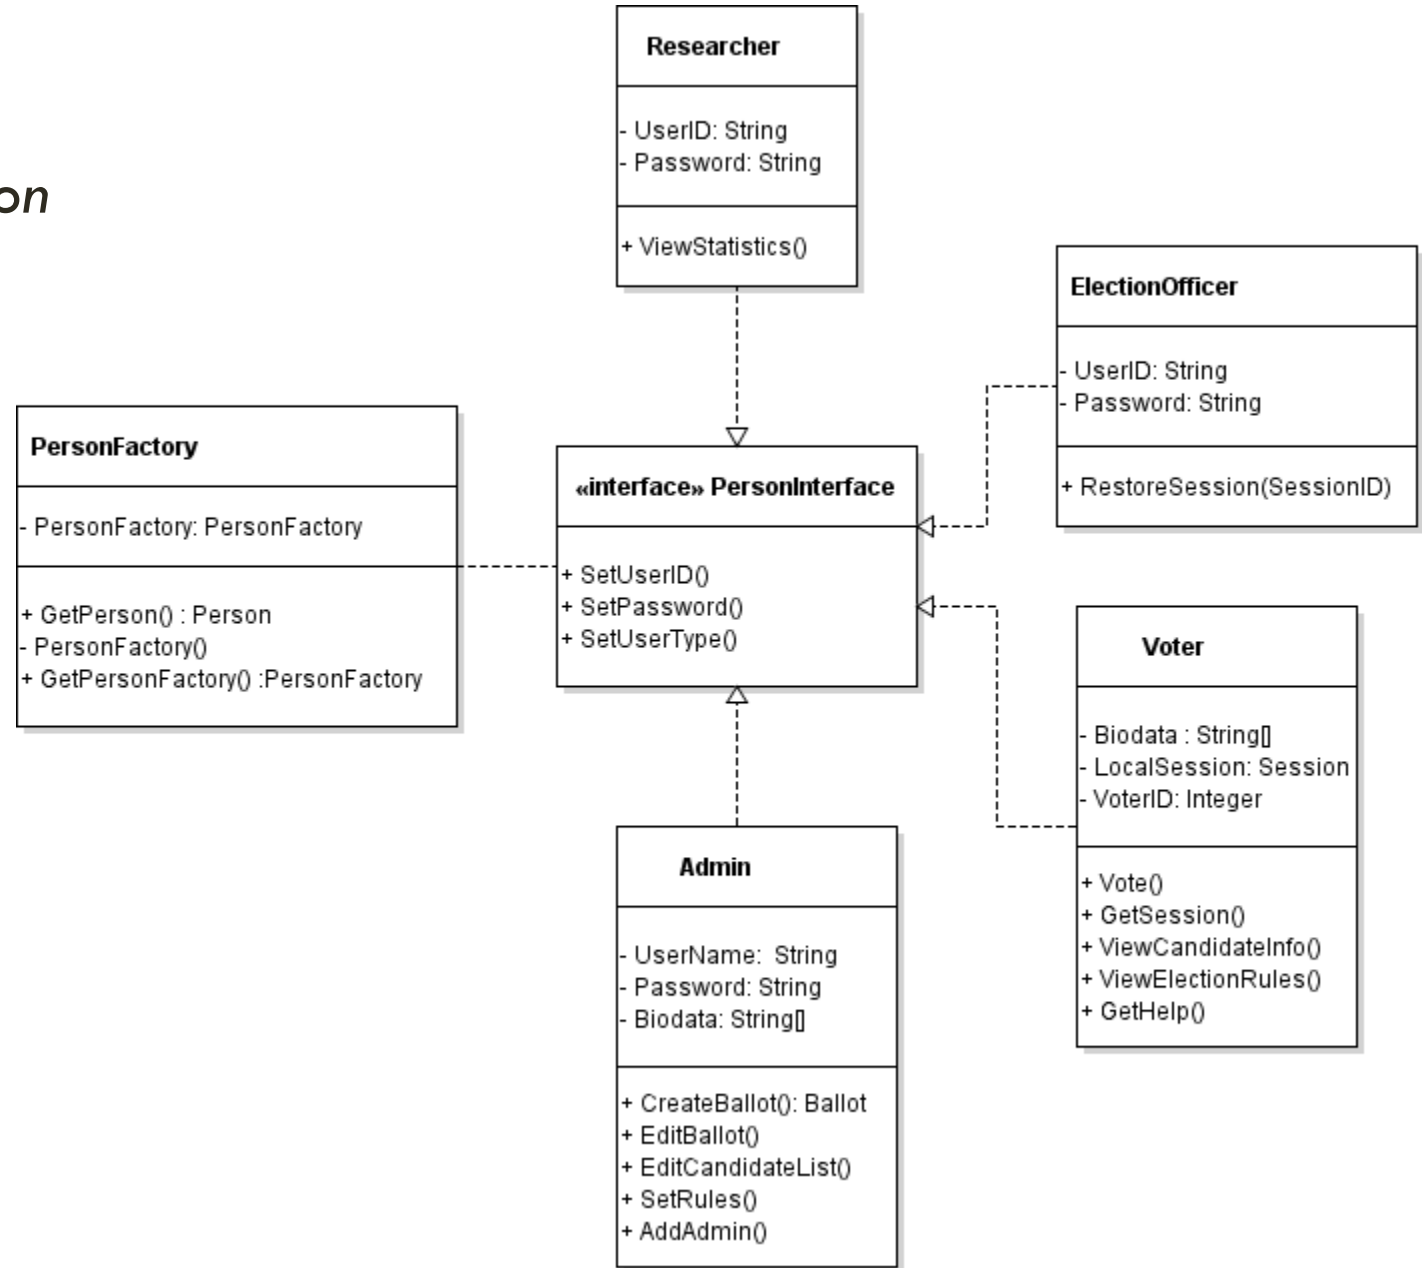 on
Researcher
- UserID: String
- Password: String
+ ViewStatistics()
ElectionOfficer
- UserID: String
- Password: String
+ RestoreSession(SessionID)
PersonFactory
- PersonFactory: PersonFactory
+ GetPerson() : Person
- PersonFactory()
+ GetPersonFactory() :PersonFactory
«interface» PersonInterface
+ SetUserID()
+ SetPassword()
+ SetUserType()
Voter
- Biodata : String[]
- LocalSession: Session
- VoterID: Integer
+ Vote()
+ GetSession()
+ ViewCandidateInfo()
+ ViewElectionRules()
+ GetHelp()
Admin
- UserName:  String
- Password: String
- Biodata: String[]
+ CreateBallot(): Ballot
+ EditBallot()
+ EditCandidateList()
+ SetRules()
+ AddAdmin()